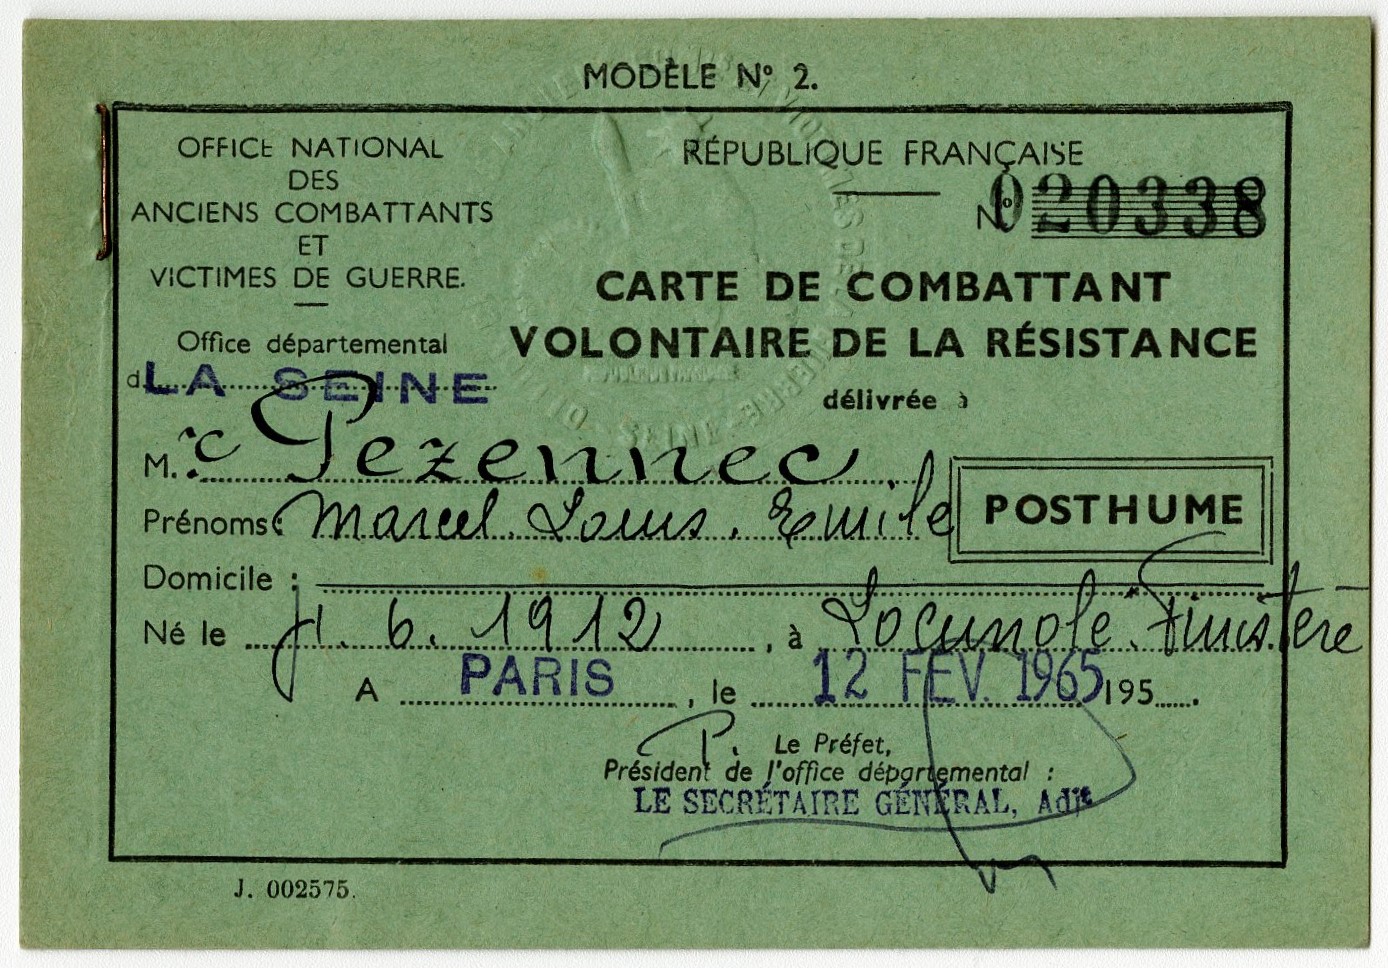 MODÈLE N° 2.
OFFICE NATIONAL
DES
ANCIENS COMBATTANTS
ET
VICTIMES DE GUERRE.
Office départemental
d LA SEINE
RÉPUBLIQUE FRANÇAISE
N° 020338
CARTE DE COMBATTANT
VOLONTAIRE DE LA RÉSISTANCE
délivrée à
M. Pezennec
Prénoms : Marcel. Louis. Emile
POSTHUME
Domicile :
Né le 1. 6. 1912, à Locunolé. Finistère
A PARIS, le 12 FEV. 1965 195
P. Le Préfet,
Président de l'office départemental :
LE SECRÉTAIRE GÉNÉRAL, Adjt
J. 002575.